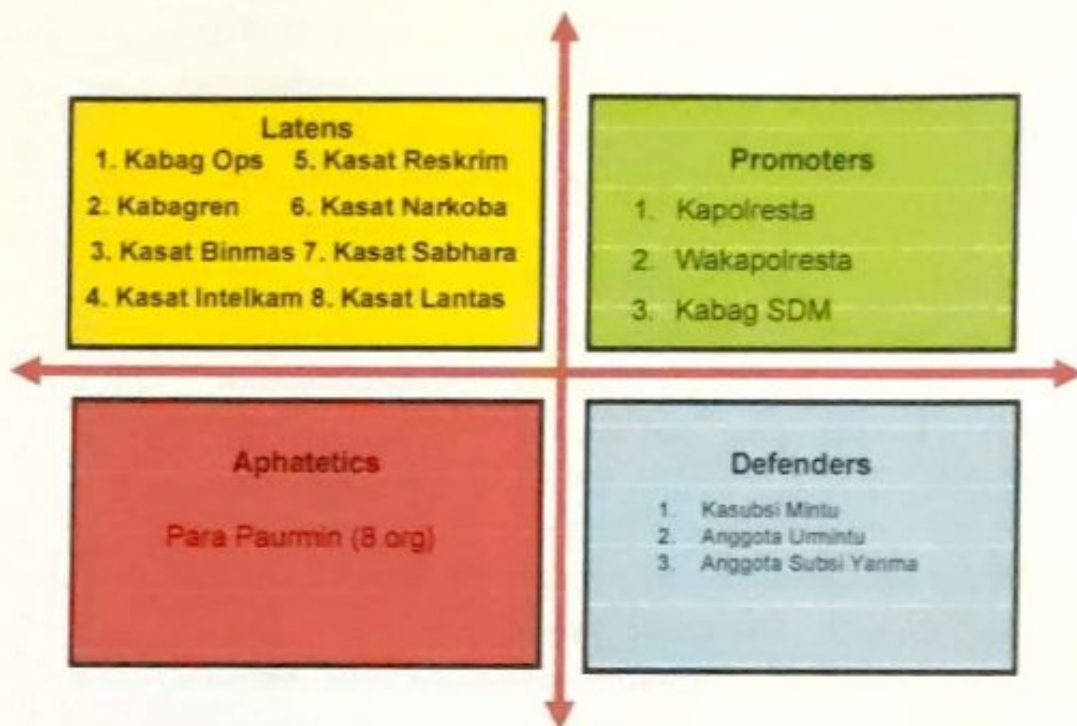 Latens
1. Kabag Ops 5. Kasat Reskrim
2. Kabagren 6. Kasat Narkoba
3. Kasat Binmas 7. Kasat Sabhara
4. Kasat Intelkam 8. Kasat Lantas
Promoters
1. Kapolresta
2. Wakapolresta
3. Kabag SDM
Aphatetics
Para Paurmin (8 org)
Defenders
1. Kasubsi Mintu
2. Anggota Urmintu
3. Anggota Subsi Yanma